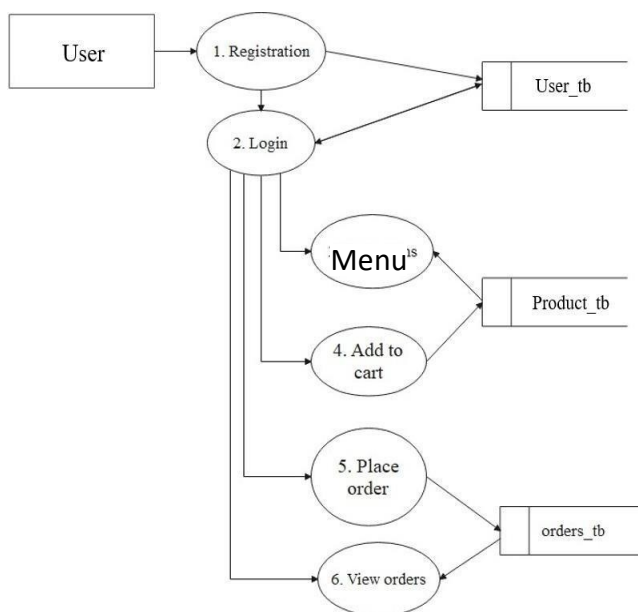 User
1. Registration
User_tb
2. Login
Menu
Product_tb
4. Add to
cart
5. Place
order
orders_tb
6. View orders